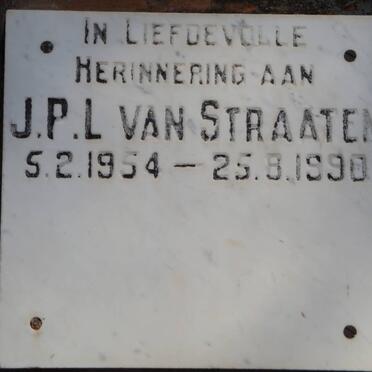 IN LIEFDEVOLLE
HERINNERING AAN
J.P.L VAN STRAATEN
5.2.1954 — 25.8.1990